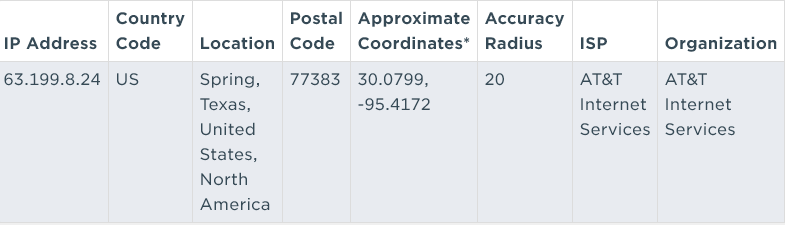 IP Address Country Code Location Postal Code Approximate Coordinates* Accuracy Radius ISP Organization
63.199.8.24 US Spring, Texas, United States, North America 77383 30.0799, -95.4172 20 AT&T Internet Services AT&T Internet Services